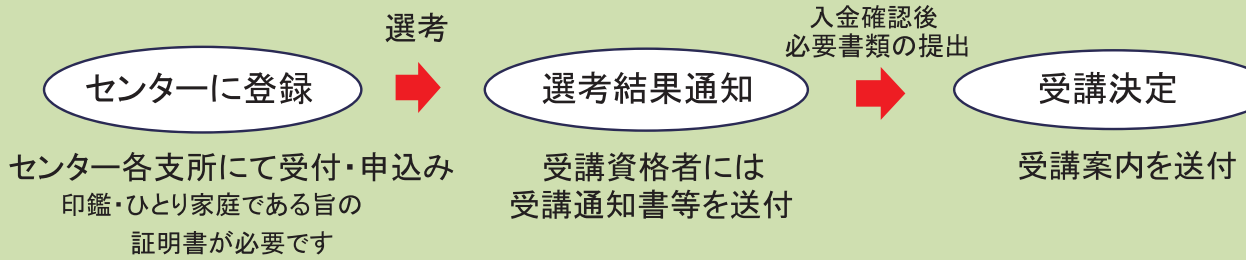 センターに登録
センター各支所にて受付・申込み
印鑑・ひとり家庭である旨の
証明書が必要です
選考
選考結果通知
受講資格者には
受講通知書等を送付
入金確認後
必要書類の提出
受講決定
受講案内を送付